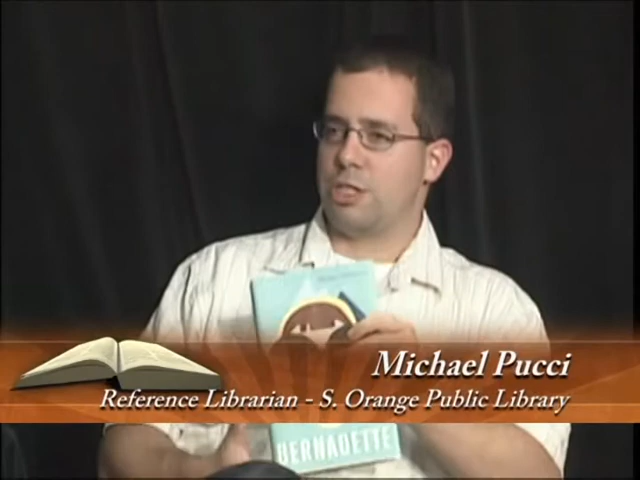 Michael Pucci
Reference Librarian - S. Orange Public Library
BERNADETTE